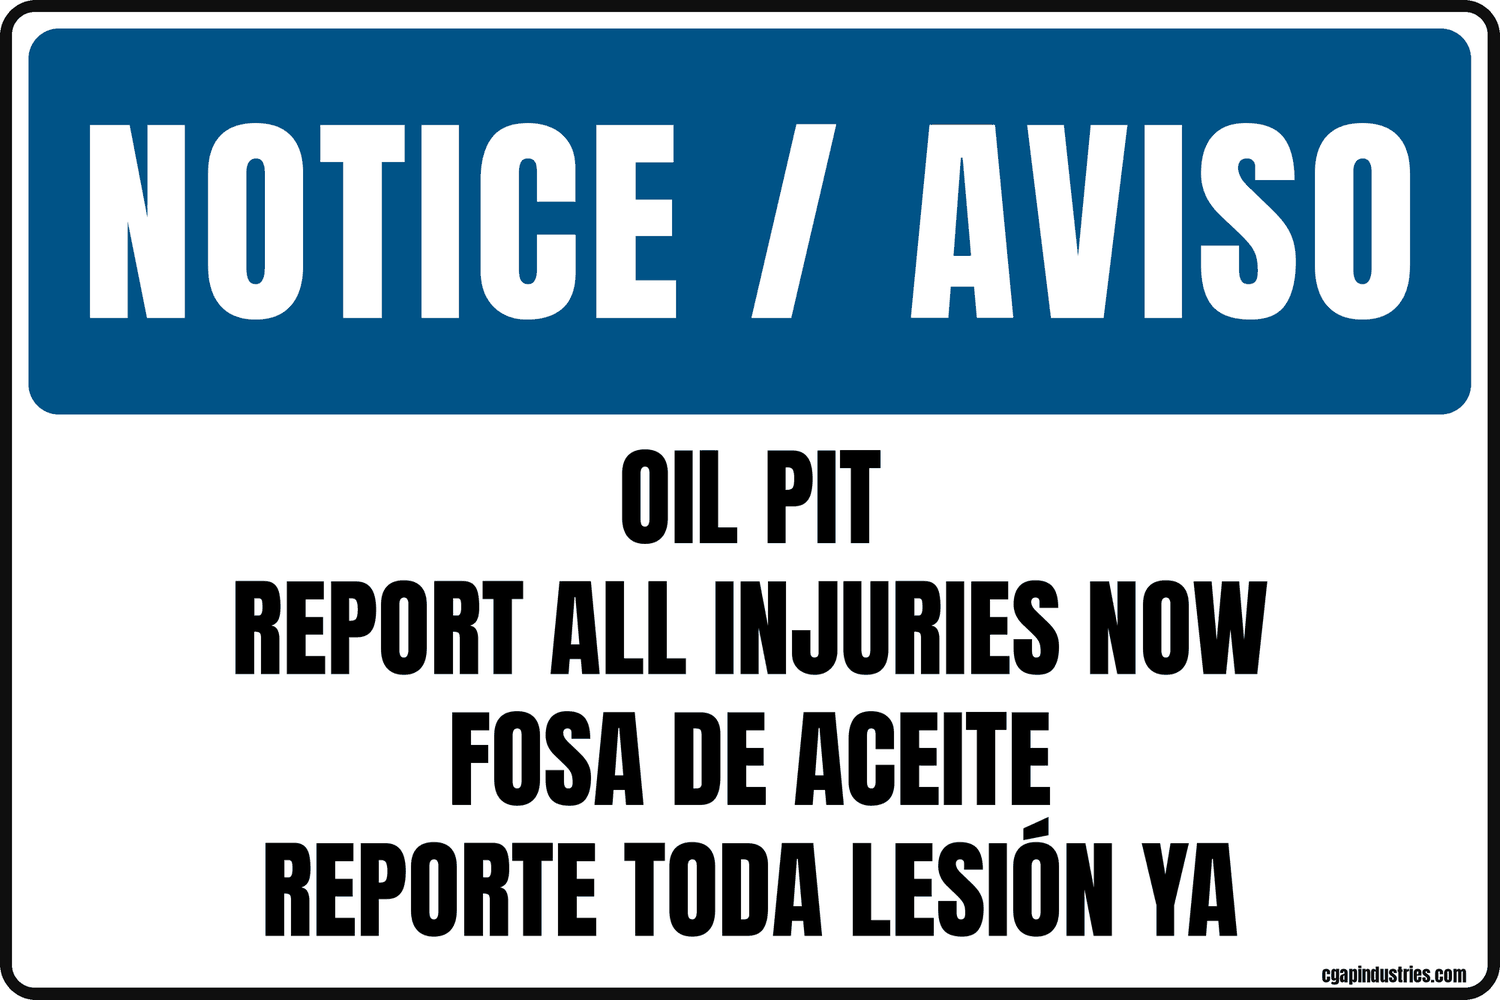 NOTICE / AVISO
OIL PIT
REPORT ALL INJURIES NOW
FOSA DE ACEITE
REPORTE TODA LESIÓN YA
cgapindustries.com